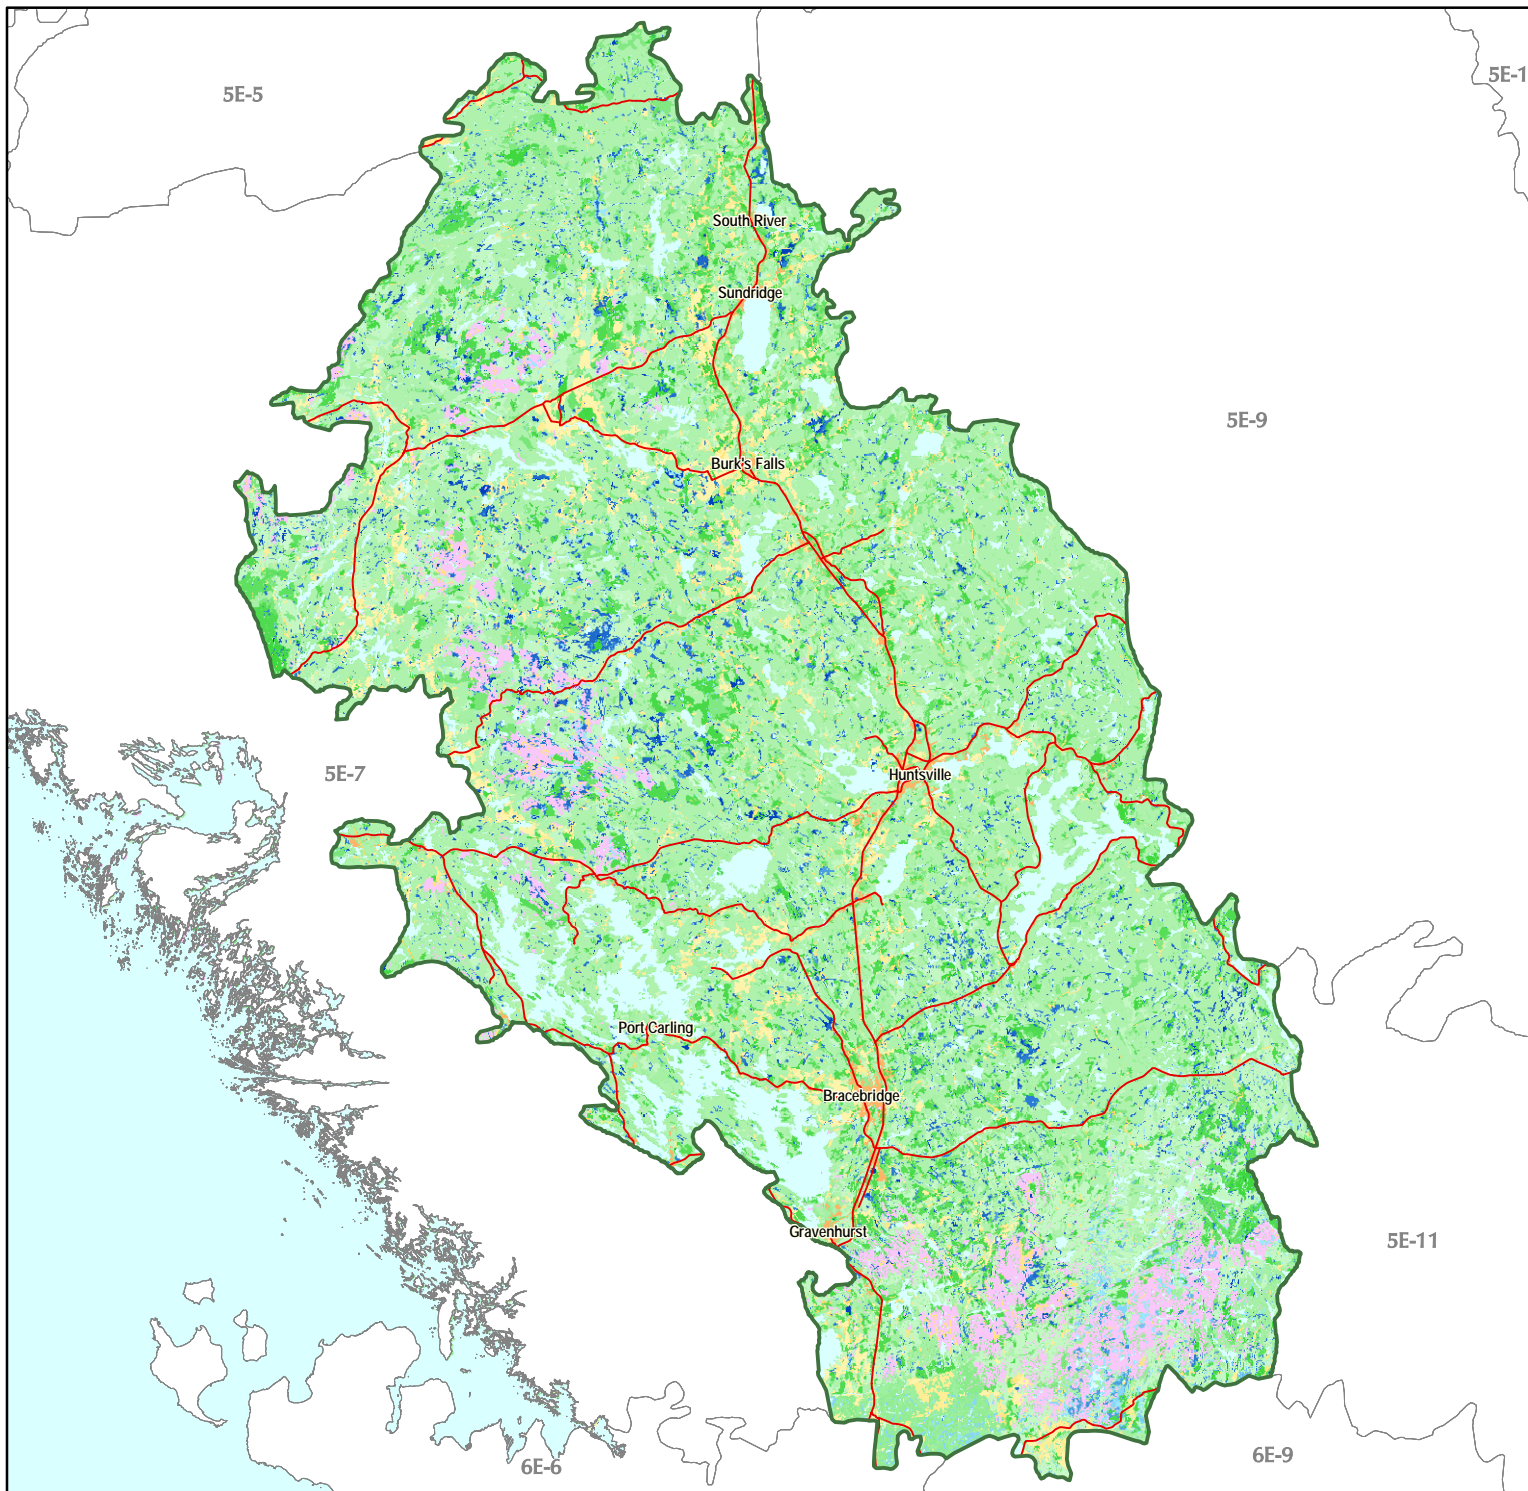 5E-5
5E-1
South River
Sundridge
5E-9
Burk's Falls
5E-7
Huntsville
Port Carling
Bracebridge
Gravenhurst
5E-11
6E-6
6E-9